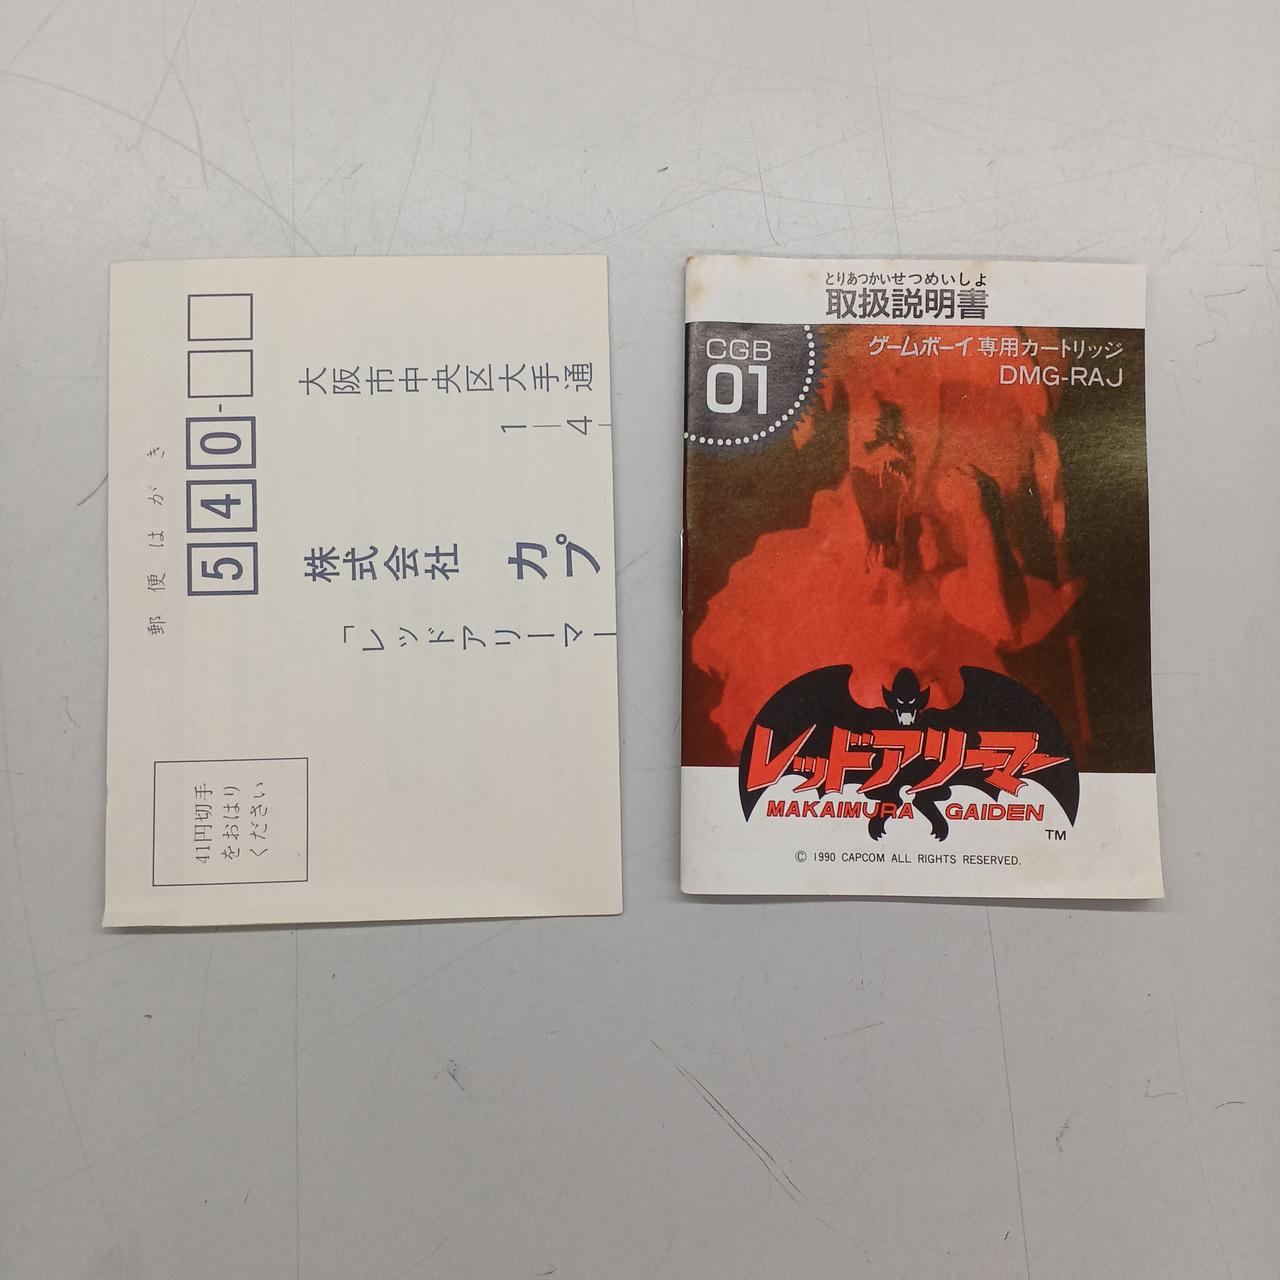 郵便はがき
540-
大阪市中央区大手通
1-4-
株式会社 カプ
「レッドアリーマー
41円切手
をおはり
ください
とりあつかいせつめいしよ
取扱説明書
CGB
01
ゲームボーイ専用カートリッジ
DMG-RAJ
レッドアリーマー
MAKAIMURA GAIDEN
TM
© 1990 CAPCOM ALL RIGHTS RESERVED.